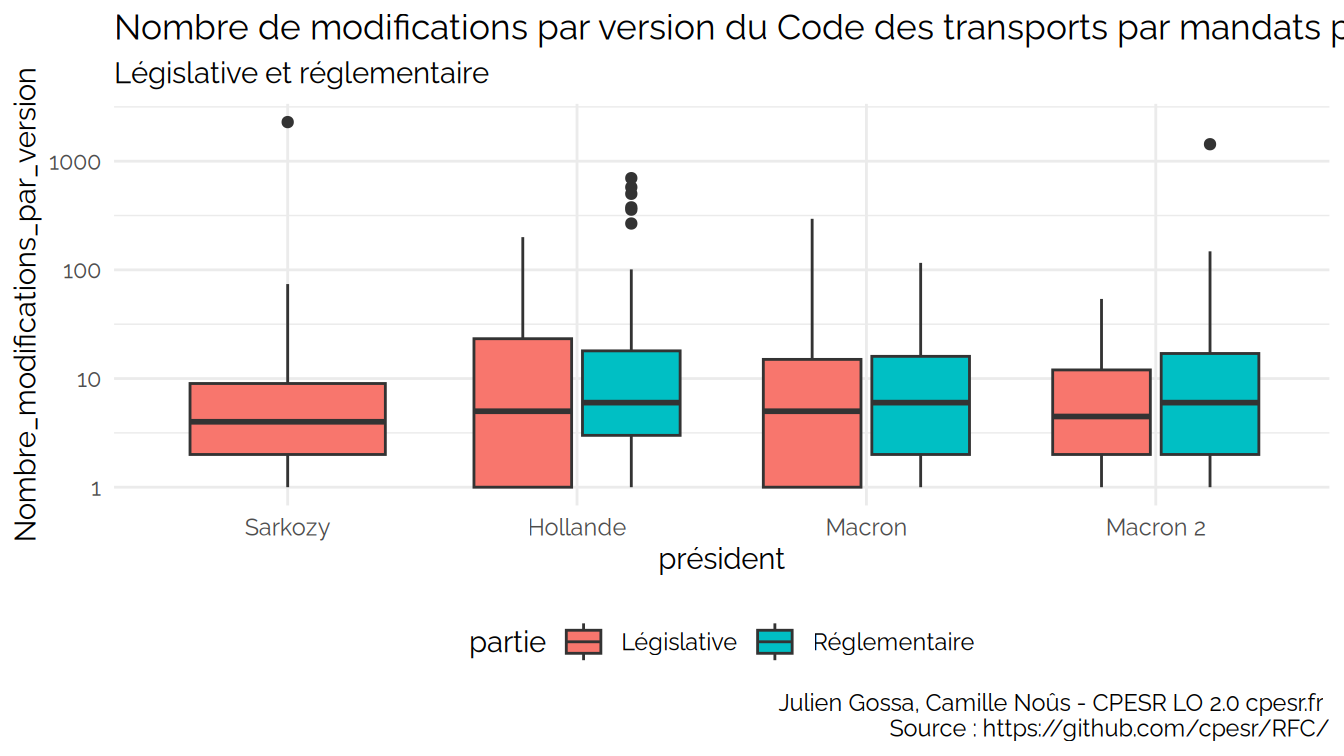 Nombre de modifications par version du Code des transports par mandats p
Législative et réglementaire
Nombre_modifications_par_version
1000
100
10
1
Sarkozy Hollande Macron Macron 2
président
partie Législative Réglementaire
Julien Gossa, Camille Noûs - CPESR LO 2.0 cpesr.fr
Source : https://github.com/cpesr/RFC/